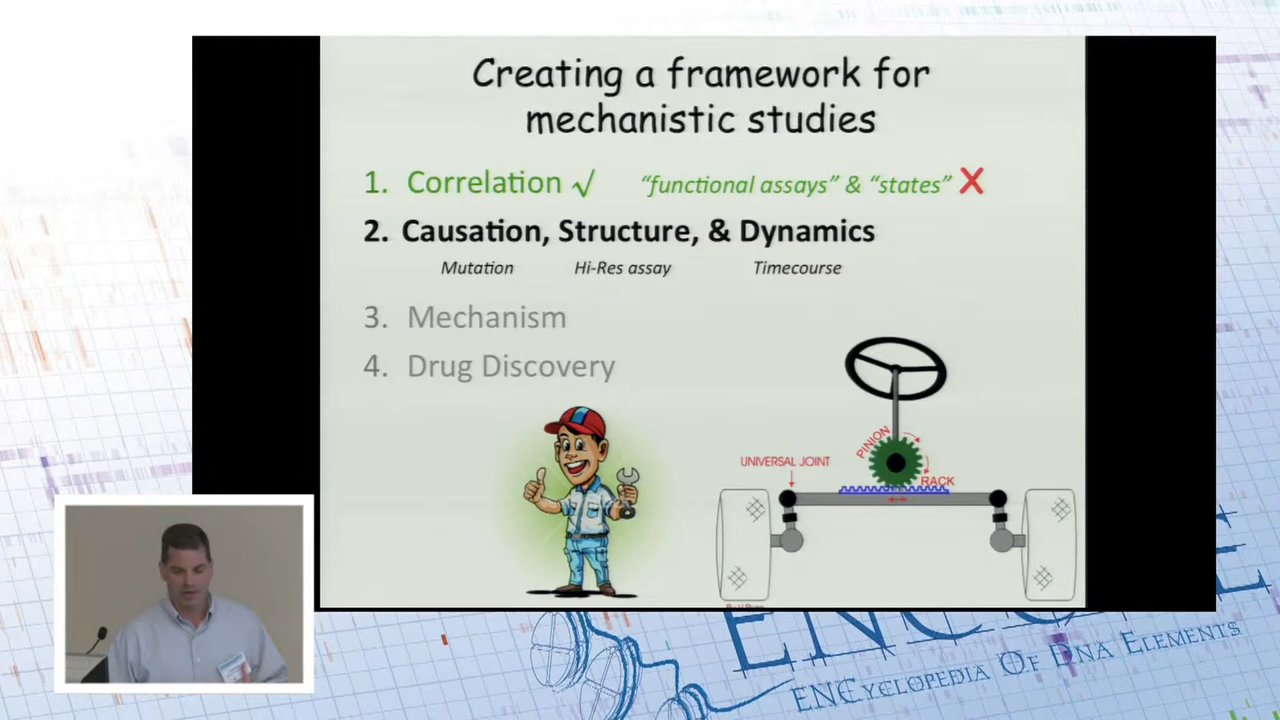 Creating a framework for
mechanistic studies
1. Correlation √ “functional assays” & “states” X
2. Causation, Structure, & Dynamics
Mutation Hi-Res assay Timecourse
3. Mechanism
4. Drug Discovery
PINION
UNIVERSAL JOINT
RACK
ENCYCLOPEDIA OF DNA ELEMENTS